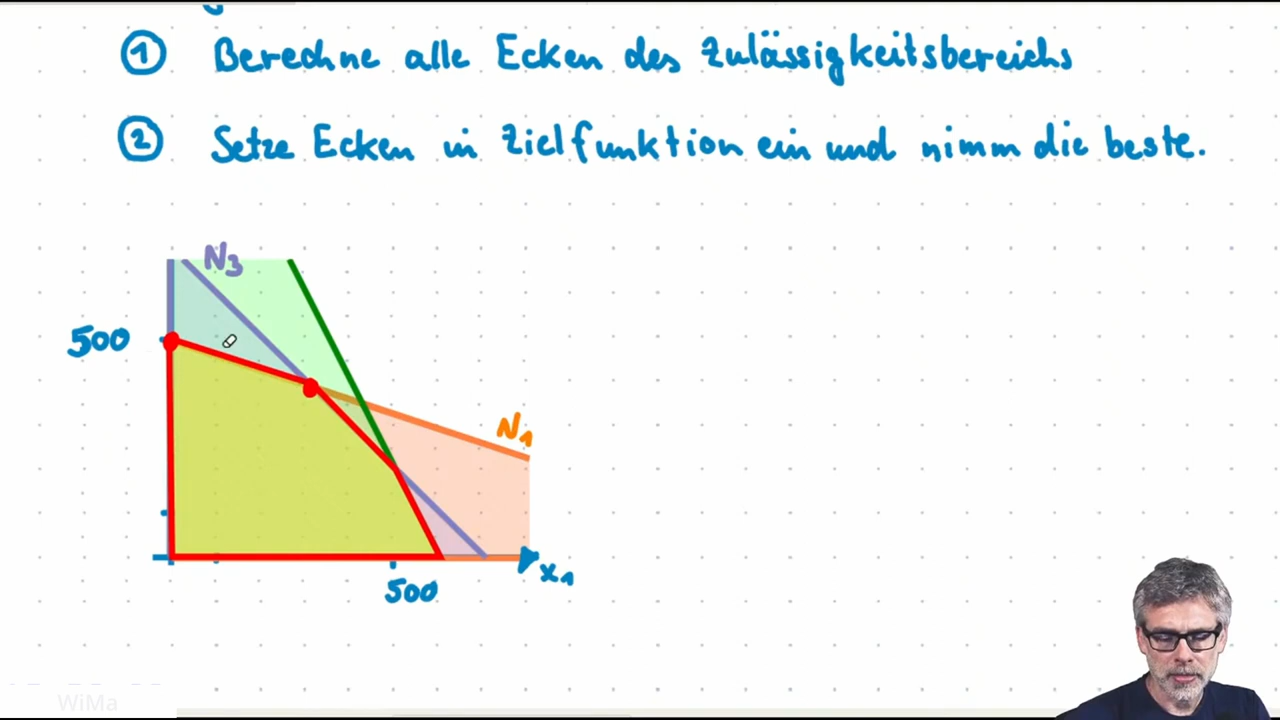 ① Berechne alle Ecken des Zulässigkeitsbereichs
② Setze Ecken in Zielfunktion ein und nimm die beste.
N₃
500
N₁
x₁
500
WiMa